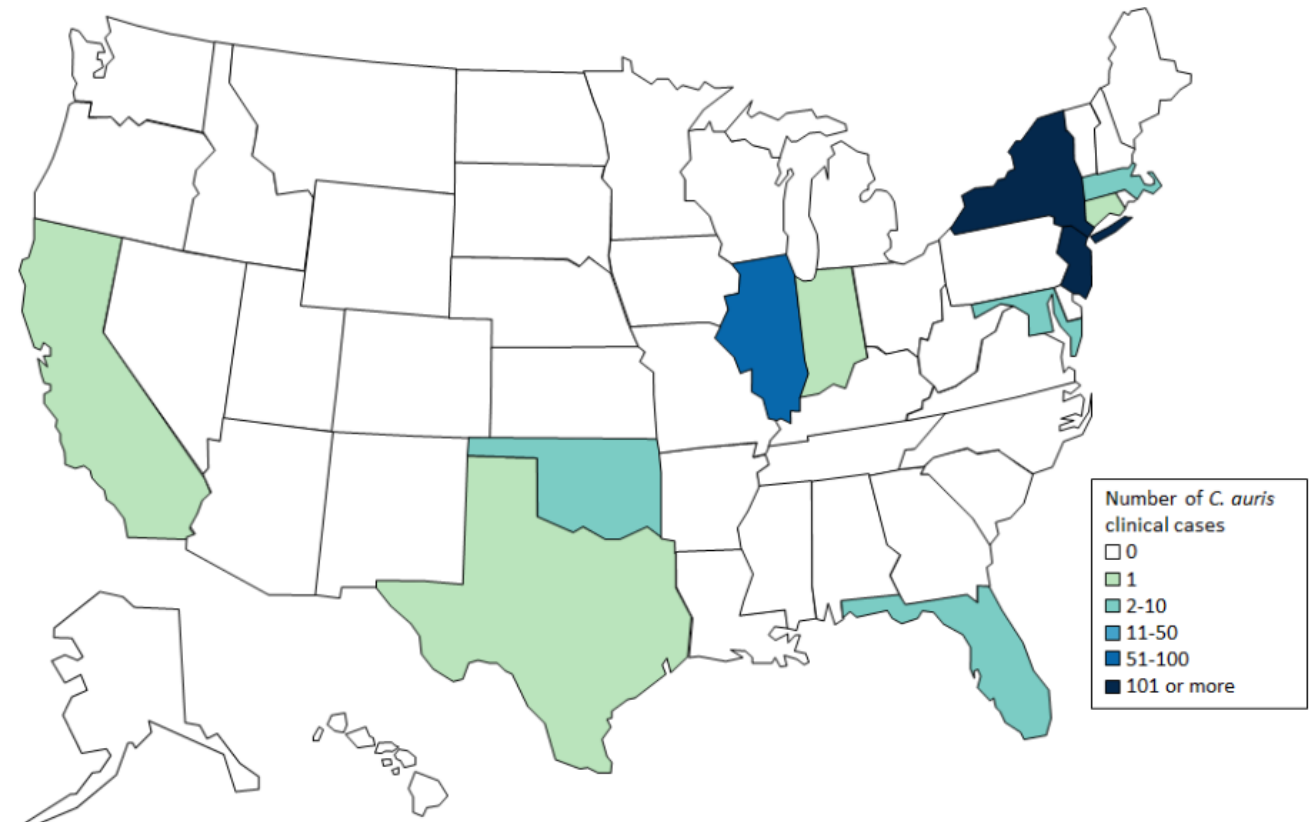 Number of C. auris
clinical cases
0
1
2-10
11-50
51-100
101 or more